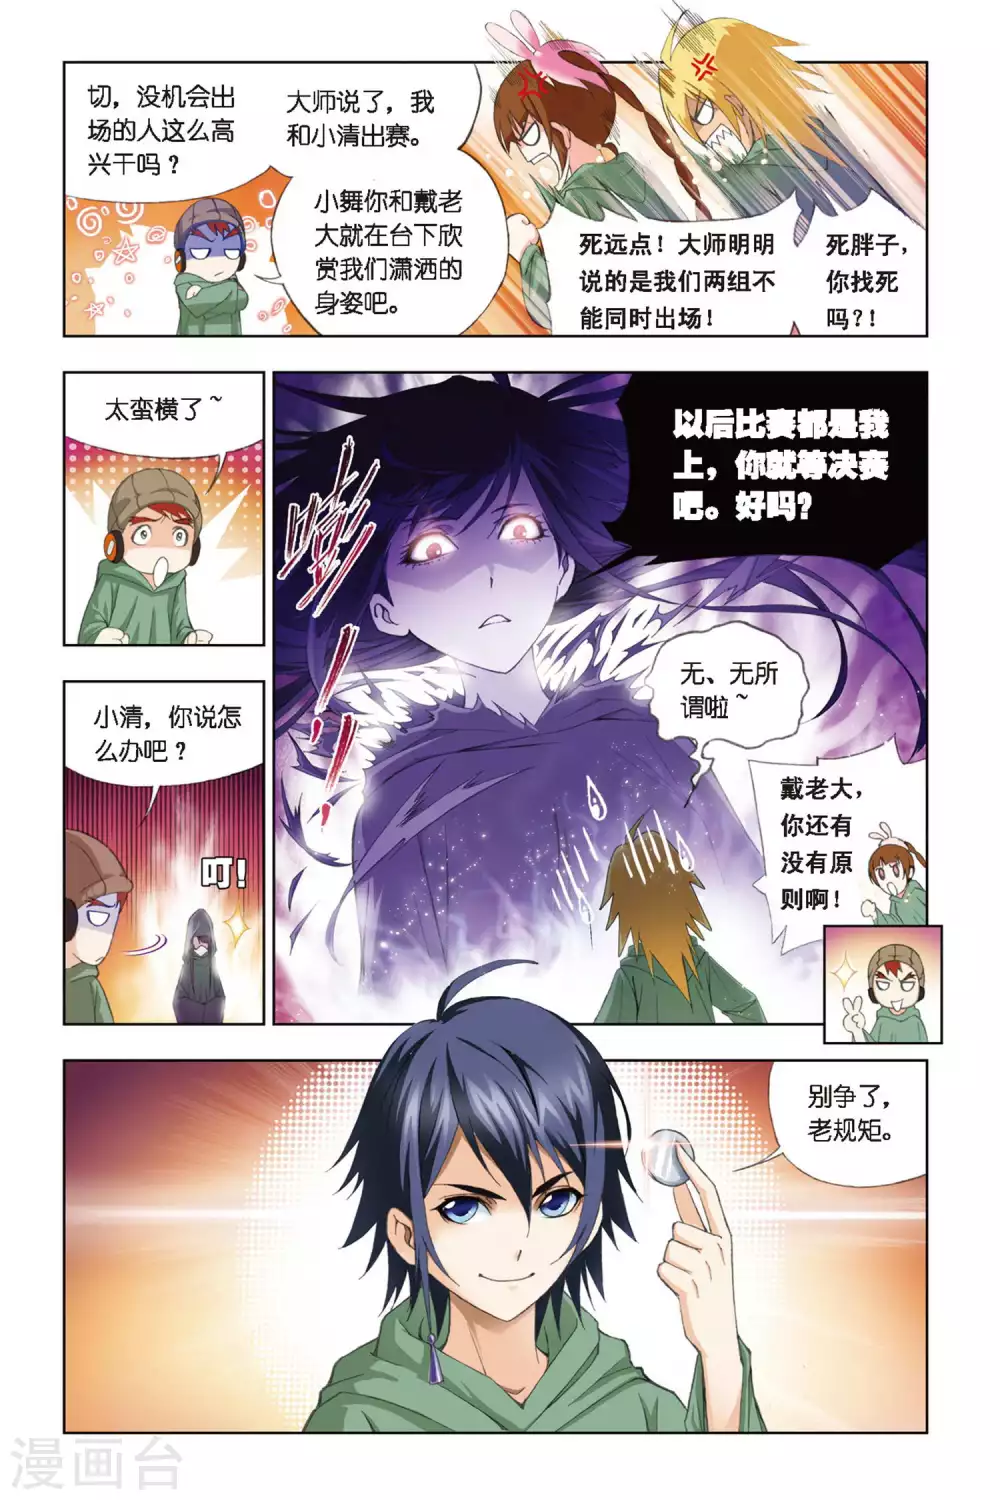 切，没机会出
场的人这么高
兴干吗？
大师说了，我
和小清出赛。
小舞你和戴老
大就在台下欣
赏我们潇洒的
身姿吧。
死远点！大师明明
说的是我们两组不
能同时出场！
死胖子，
你找死
吗？！
太蛮横了~
以后比赛都是我
上，你就等决赛
吧。好吗？
嘭！
无、无所
谓啦~
戴老大，
你还有
没有原
则啊！
小清，你说怎
么办吧？
叮！
别争了，
老规矩。
漫画台